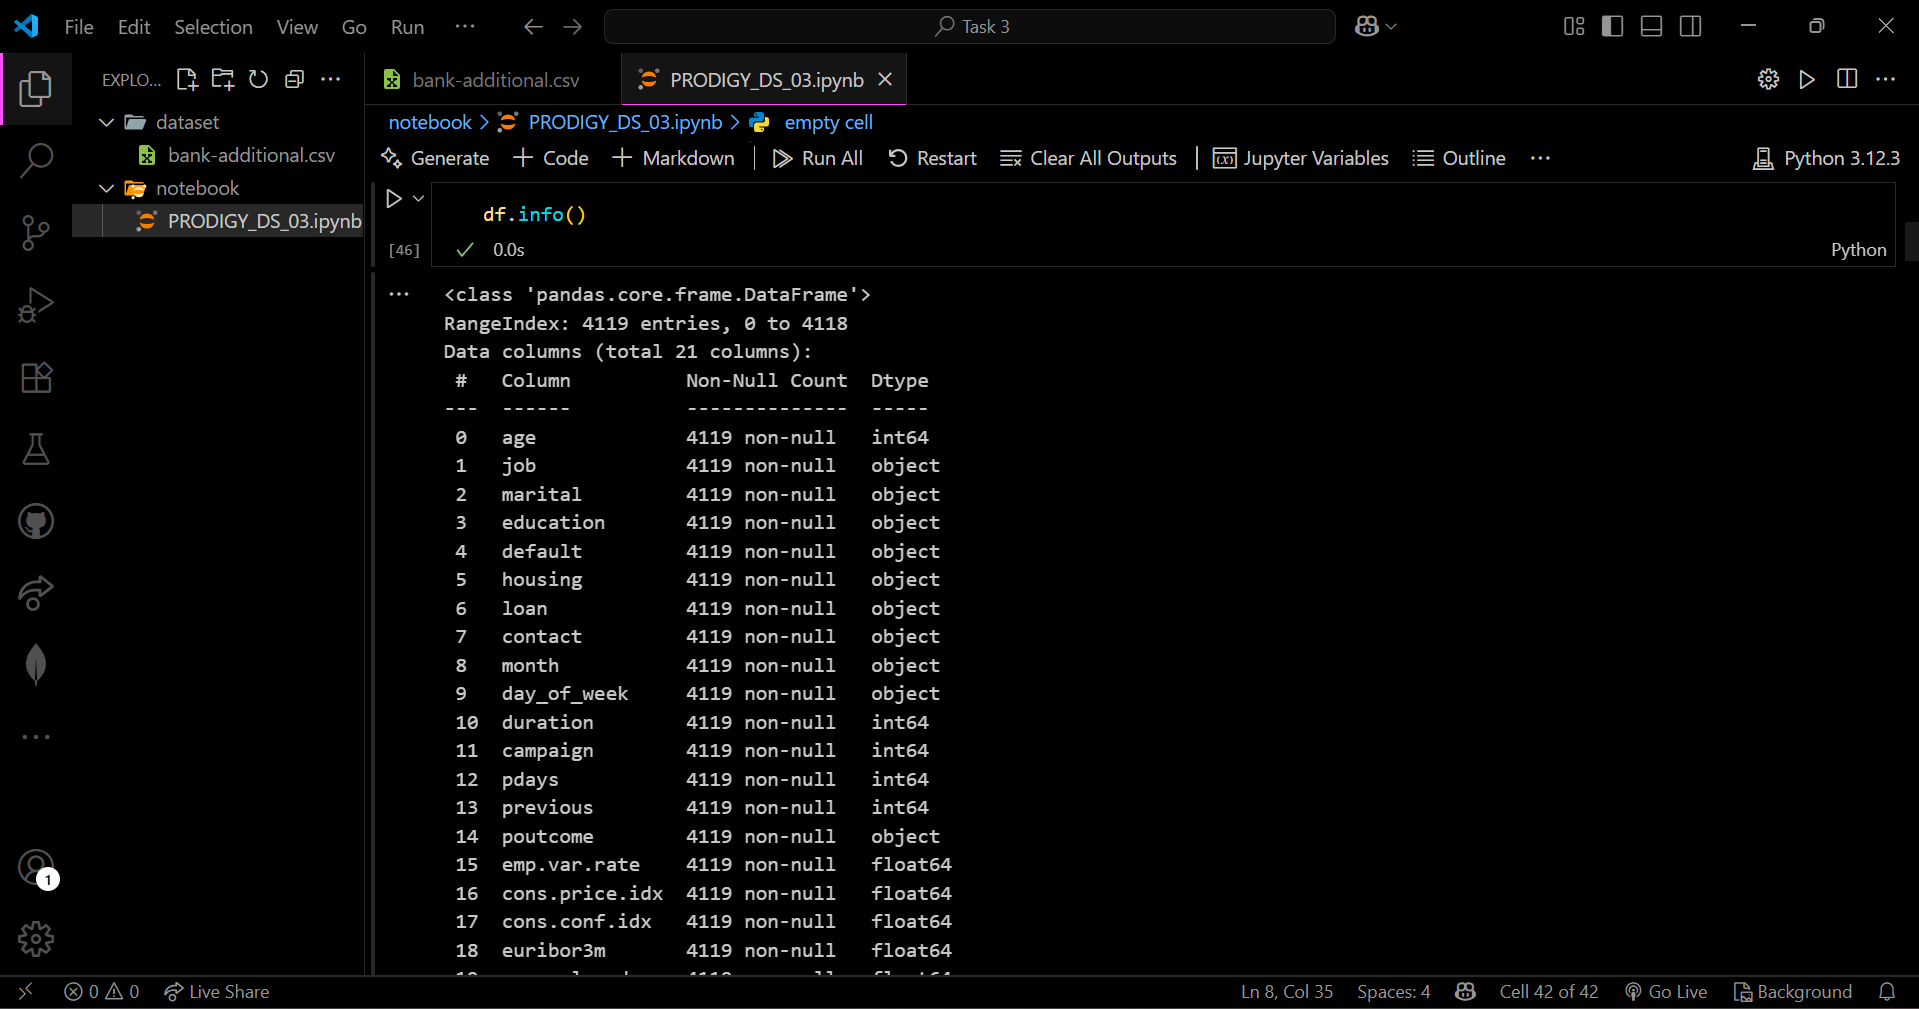 File Edit Selection View Go Run ··· Task 3
EXPLO... bank-additional.csv PRODIGY_DS_03.ipynb
dataset
bank-additional.csv
notebook
PRODIGY_DS_03.ipynb
notebook > PRODIGY_DS_03.ipynb > empty cell
Generate + Code + Markdown | Run All Restart Clear All Outputs | Jupyter Variables Outline ··· Python 3.12.3
df.info()
[46] 0.0s Python
<class 'pandas.core.frame.DataFrame'>
RangeIndex: 4119 entries, 0 to 4118
Data columns (total 21 columns):
# Column Non-Null Count Dtype
--- ------ -------------- -----
0 age 4119 non-null int64
1 job 4119 non-null object
2 marital 4119 non-null object
3 education 4119 non-null object
4 default 4119 non-null object
5 housing 4119 non-null object
6 loan 4119 non-null object
7 contact 4119 non-null object
8 month 4119 non-null object
9 day_of_week 4119 non-null object
10 duration 4119 non-null int64
11 campaign 4119 non-null int64
12 pdays 4119 non-null int64
13 previous 4119 non-null int64
14 poutcome 4119 non-null object
15 emp.var.rate 4119 non-null float64
16 cons.price.idx 4119 non-null float64
17 cons.conf.idx 4119 non-null float64
18 euribor3m 4119 non-null float64
1
0 0 Live Share Ln 8, Col 35 Spaces: 4 Cell 42 of 42 Go Live Background